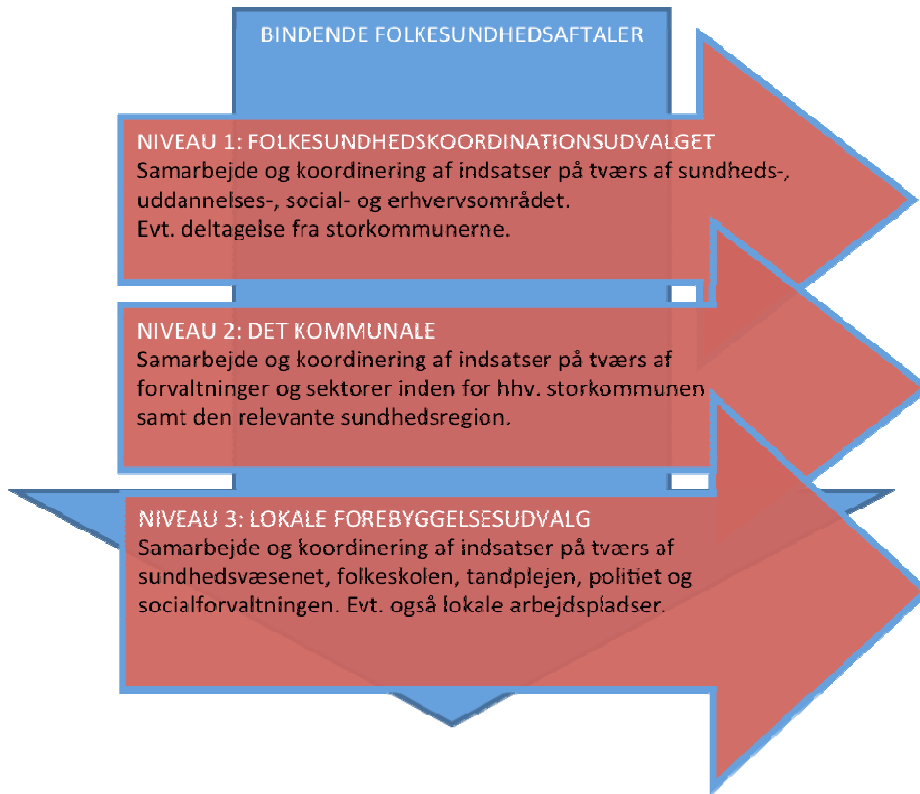 BINDENDE FOLKESUNDHEDSAFTALER
NIVEAU 1: FOLKESUNDHEDSKOORDINATIONSUDVALGET
Samarbejde og koordinering af indsatser på tværs af sundheds-,
uddannelses-, social- og erhvervsområdet.
Evt. deltagelse fra storkommunerne.
NIVEAU 2: DET KOMMUNALE
Samarbejde og koordinering af indsatser på tværs af
forvaltninger og sektorer inden for hhv. storkommunen
samt den relevante sundhedsregion.
NIVEAU 3: LOKALE FOREBYGGELSESUDVALG
Samarbejde og koordinering af indsatser på tværs af
sundhedsvæsenet, folkeskolen, tandplejen, politiet og
socialforvaltningen. Evt. også lokale arbejdspladser.